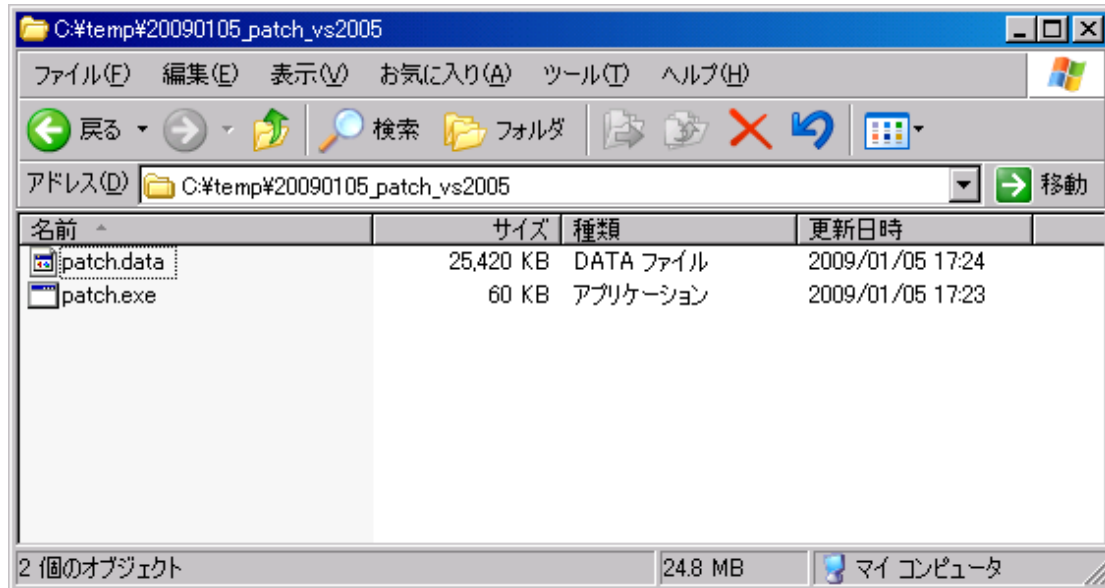 C:¥temp¥20090105_patch_vs2005
ファイル(F) 編集(E) 表示(V) お気に入り(A) ツール(T) ヘルプ(H)
戻る 検索 フォルダ
アドレス(D) C:¥temp¥20090105_patch_vs2005 移動
名前 サイズ 種類 更新日時
patch.data 25,420 KB DATA ファイル 2009/01/05 17:24
patch.exe 60 KB アプリケーション 2009/01/05 17:23
2 個のオブジェクト 24.8 MB マイ コンピュータ